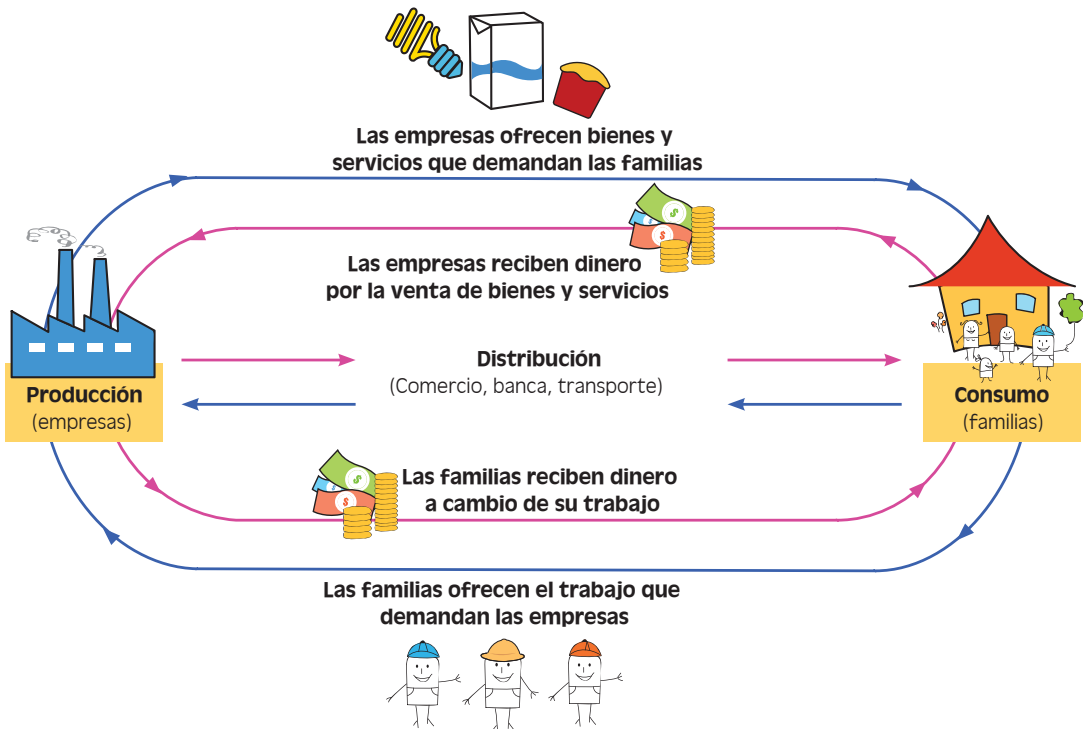 Las empresas ofrecen bienes y
servicios que demandan las familias
Las empresas reciben dinero
por la venta de bienes y servicios
Distribución
(Comercio, banca, transporte)
Producción
(empresas)
Consumo
(familias)
Las familias reciben dinero
a cambio de su trabajo
Las familias ofrecen el trabajo que
demandan las empresas